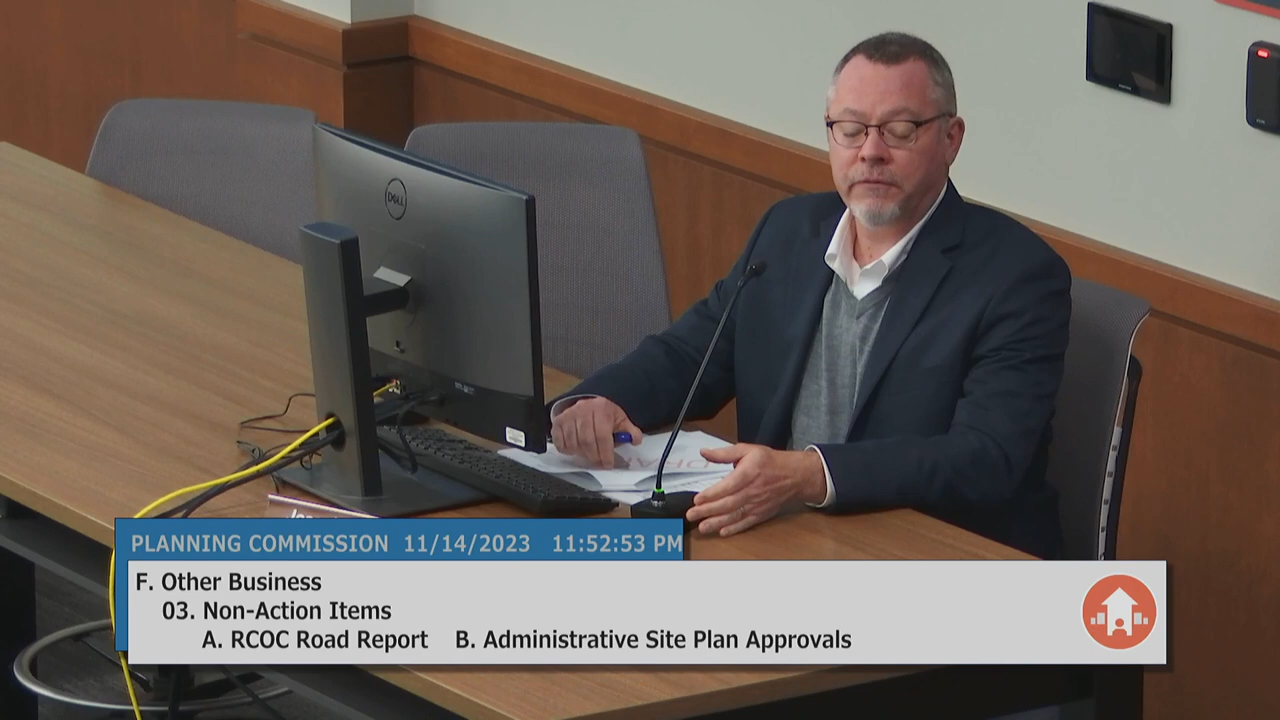 DELL
PLANNING COMMISSION 11/14/2023 11:52:53 PM
F. Other Business
03. Non-Action Items
A. RCOC Road Report B. Administrative Site Plan Approvals